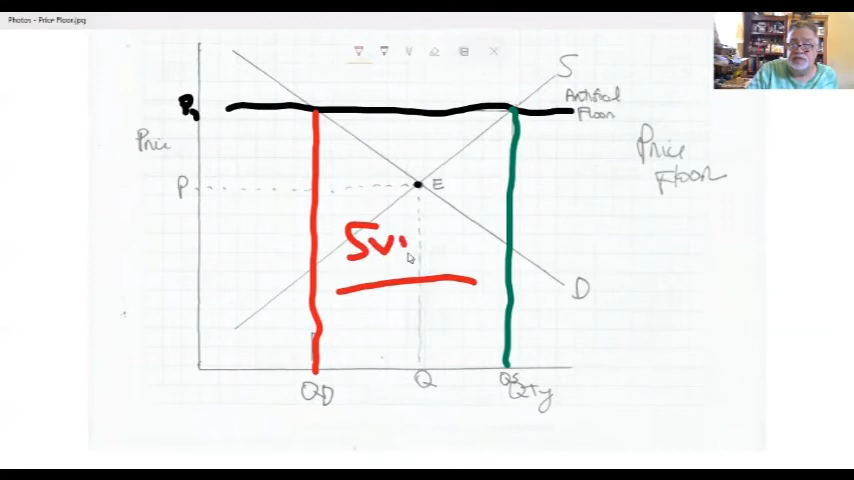 Photos - Price Floor.jpg
S
P1
Artificial
Floor
Price
Price
Floor
P
E
Sur
D
QD
Q
QS
QTy